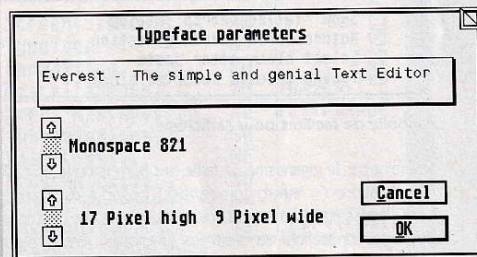 Typeface parameters
Everest - The simple and genial Text Editor
Monospace 821
17 Pixel high 9 Pixel wide
Cancel
OK